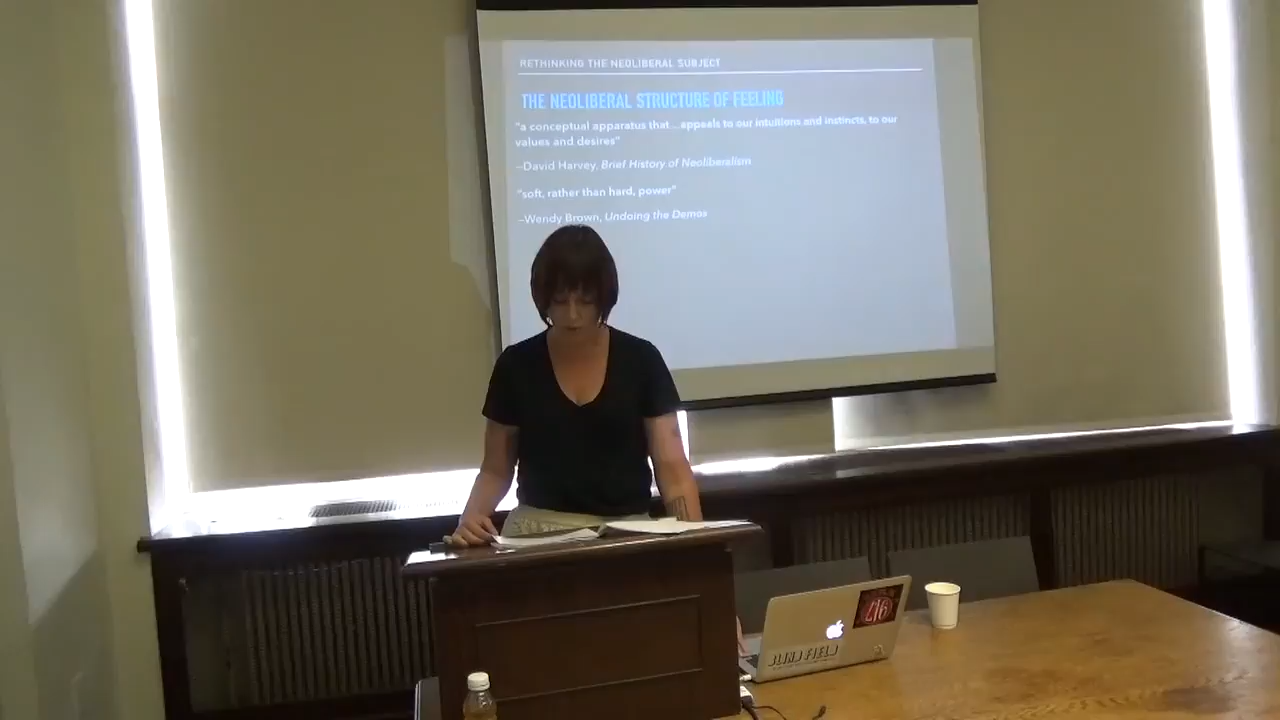 RETHINKING THE NEOLIBERAL SUBJECT
THE NEOLIBERAL STRUCTURE OF FEELING
"a conceptual apparatus that...appeals to our intuitions and instincts, to our
values and desires"
—David Harvey, Brief History of Neoliberalism
"soft, rather than hard, power"
—Wendy Brown, Undoing the Demos
BLIND FIELD